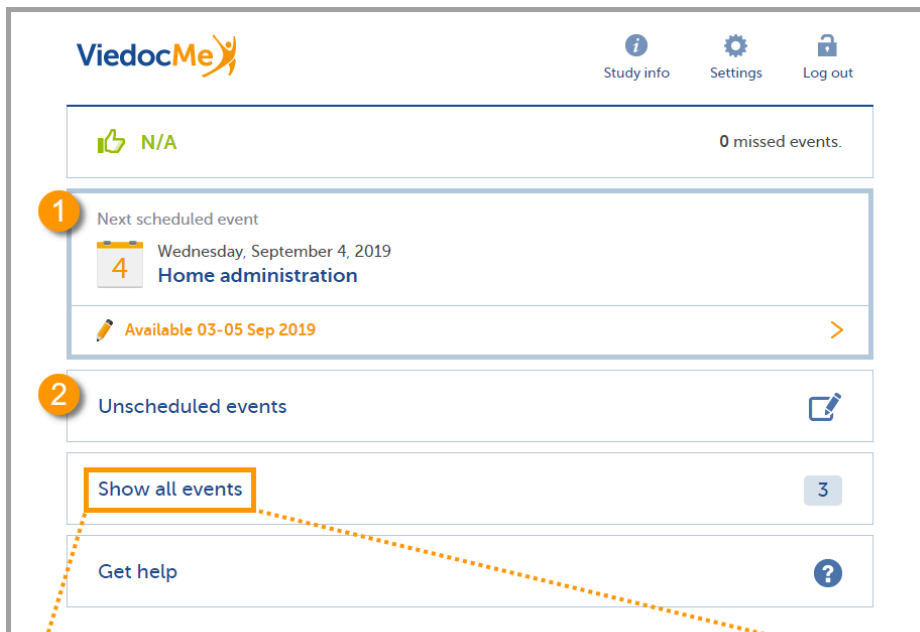 ViedocMe
Study info
Settings
Log out
N/A
0 missed events.
1
Next scheduled event
4
Wednesday, September 4, 2019
Home administration
Available 03-05 Sep 2019
2
Unscheduled events
Show all events
3
Get help
?